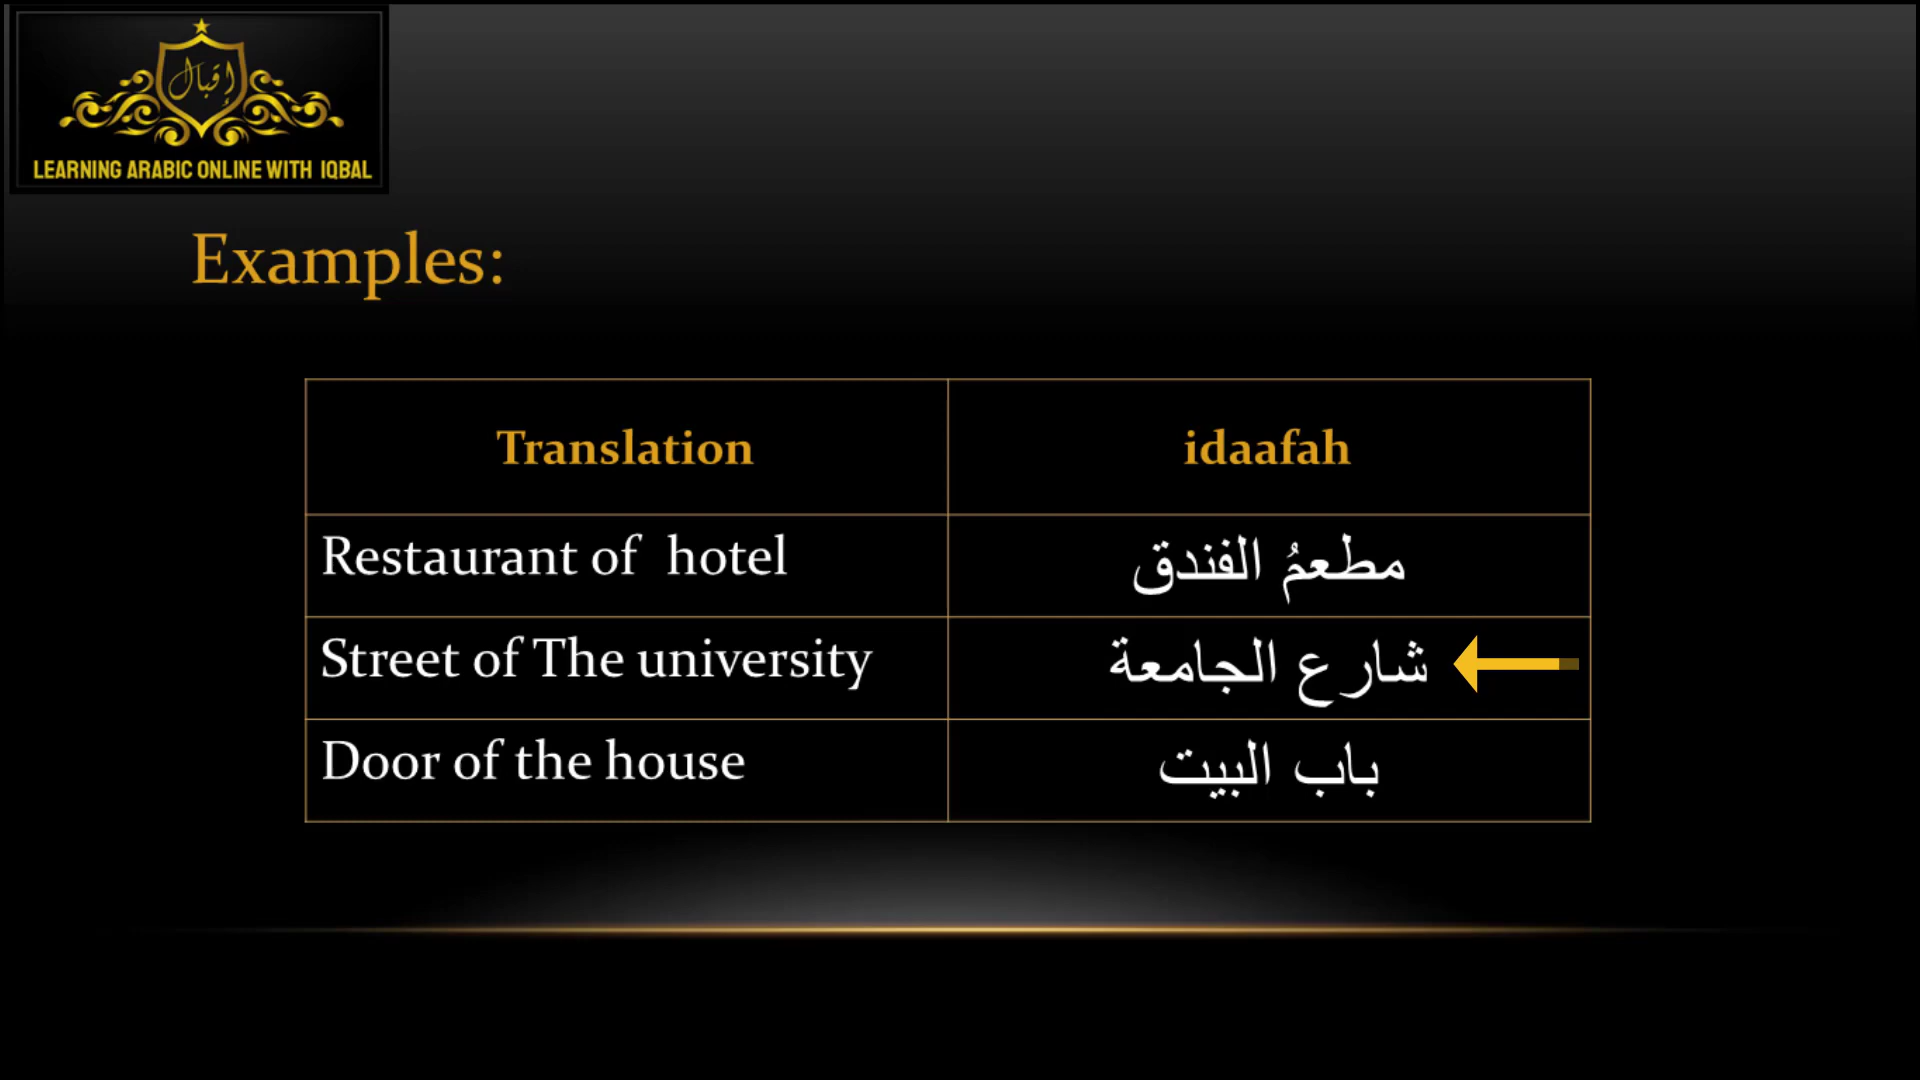 إقبال
LEARNING ARABIC ONLINE WITH IQBAL
Examples:
Translation idaafah
Restaurant of hotel مطعمُ الفندق
Street of The university شارع الجامعة
Door of the house باب البيت